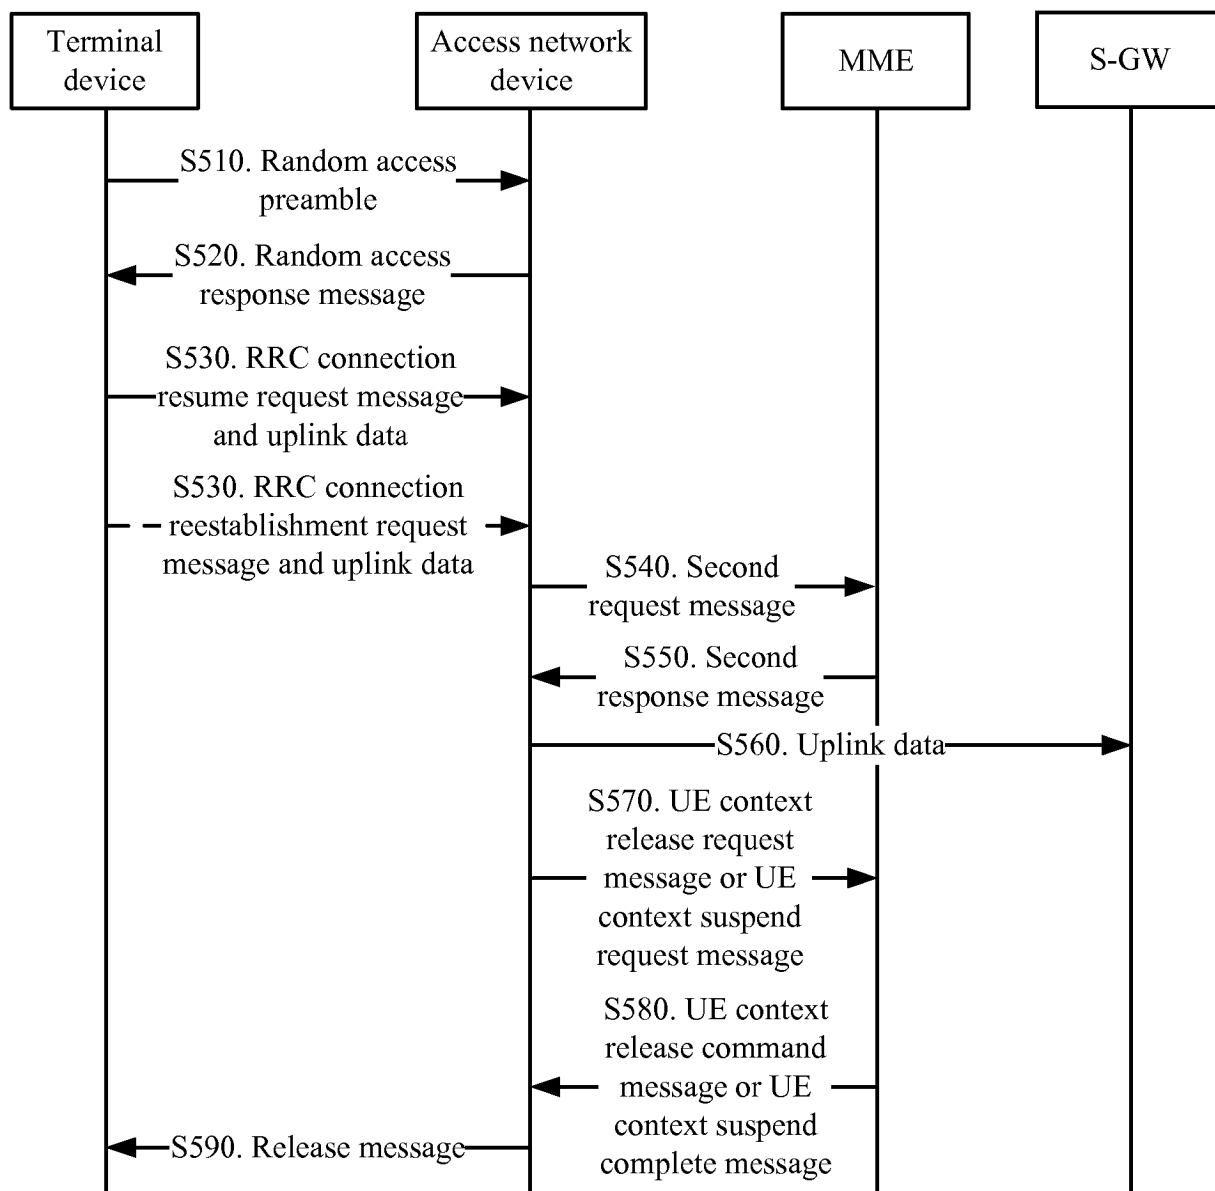 Terminal
device
Access network
device
MME
S-GW
S510. Random access
preamble
S520. Random access
response message
S530. RRC connection
resume request message
and uplink data
S530. RRC connection
reestablishment request
message and uplink data
S540. Second
request message
S550. Second
response message
S560. Uplink data
S570. UE context
release request
message or UE
context suspend
request message
S580. UE context
release command
message or UE
context suspend
complete message
S590. Release message